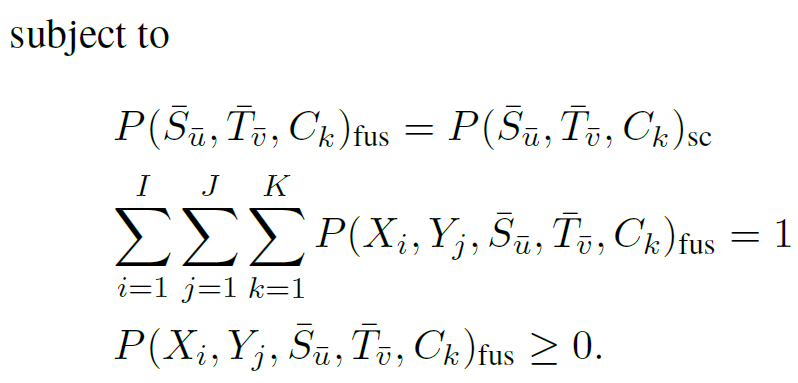 subject to
P(S̄_ū, T̄_v̄, C_k)_fus = P(S̄_ū, T̄_v̄, C_k)_sc
∑_{i=1}^{I} ∑_{j=1}^{J} ∑_{k=1}^{K} P(X_i, Y_j, S̄_ū, T̄_v̄, C_k)_fus = 1
P(X_i, Y_j, S̄_ū, T̄_v̄, C_k)_fus ≥ 0.